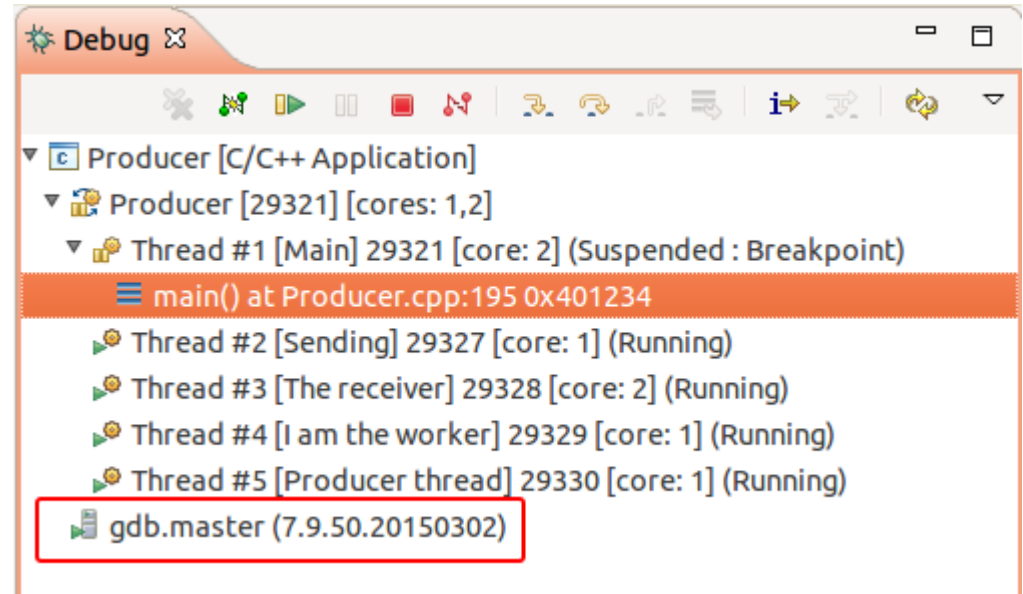 Debug
i
c Producer [C/C++ Application]
Producer [29321] [cores: 1,2]
Thread #1 [Main] 29321 [core: 2] (Suspended : Breakpoint)
main() at Producer.cpp:195 0x401234
Thread #2 [Sending] 29327 [core: 1] (Running)
Thread #3 [The receiver] 29328 [core: 2] (Running)
Thread #4 [I am the worker] 29329 [core: 1] (Running)
Thread #5 [Producer thread] 29330 [core: 1] (Running)
gdb.master (7.9.50.20150302)